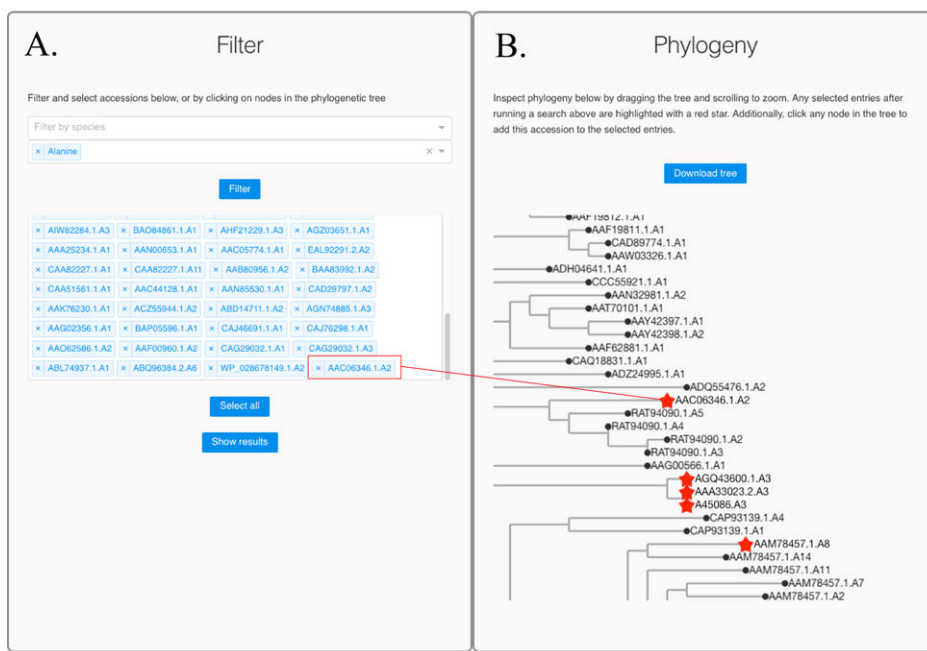 A.
Filter
Filter and select accessions below, or by clicking on nodes in the phylogenetic tree
Filter by species
× Alanine
Filter
× AIW82284.1.A3 × BAO84861.1.A1 × AHF21229.1.A3 × AGZ03651.1.A1
× AAA25234.1.A1 × AAN00653.1.A1 × AAC05774.1.A1 × EAL92291.2.A2
× CAA82227.1.A1 × CAA82227.1.A11 × AAB80956.1.A2 × BAA83992.1.A2
× CAA51561.1.A1 × AAC44128.1.A1 × AAN85530.1.A1 × CAD29797.1.A2
× AAK76230.1.A1 × ACZ55944.1.A2 × ABD14711.1.A2 × AGN74885.1.A3
× AAG02356.1.A1 × BAP05596.1.A1 × CAJ46691.1.A1 × CAJ76298.1.A1
× AAO62586.1.A2 × AAF00960.1.A2 × CAG29032.1.A1 × CAG29032.1.A3
× ABL74937.1.A1 × ABQ96384.2.A6 × WP_028678149.1.A2 × AAC06346.1.A2
Select all
Show results
B.
Phylogeny
Inspect phylogeny below by dragging the tree and scrolling to zoom. Any selected entries after
running a search above are highlighted with a red star. Additionally, click any node in the tree to
add this accession to the selected entries.
Download tree
AAF19812.1.A1
AAF19811.1.A1
CAD89774.1.A1
AAW03326.1.A1
ADH04641.1.A1
CCC55921.1.A1
AAN32981.1.A2
AAT70101.1.A1
AAY42397.1.A1
AAY42398.1.A2
AAF62881.1.A1
CAQ18831.1.A1
ADZ24995.1.A1
ADQ55476.1.A2
AAC06346.1.A2
RAT94090.1.A5
RAT94090.1.A4
RAT94090.1.A2
RAT94090.1.A3
AAG00566.1.A1
AGQ43600.1.A3
AAA33023.2.A3
A45086.A3
CAP93139.1.A4
CAP93139.1.A1
AAM78457.1.A8
AAM78457.1.A14
AAM78457.1.A11
AAM78457.1.A7
AAM78457.1.A2